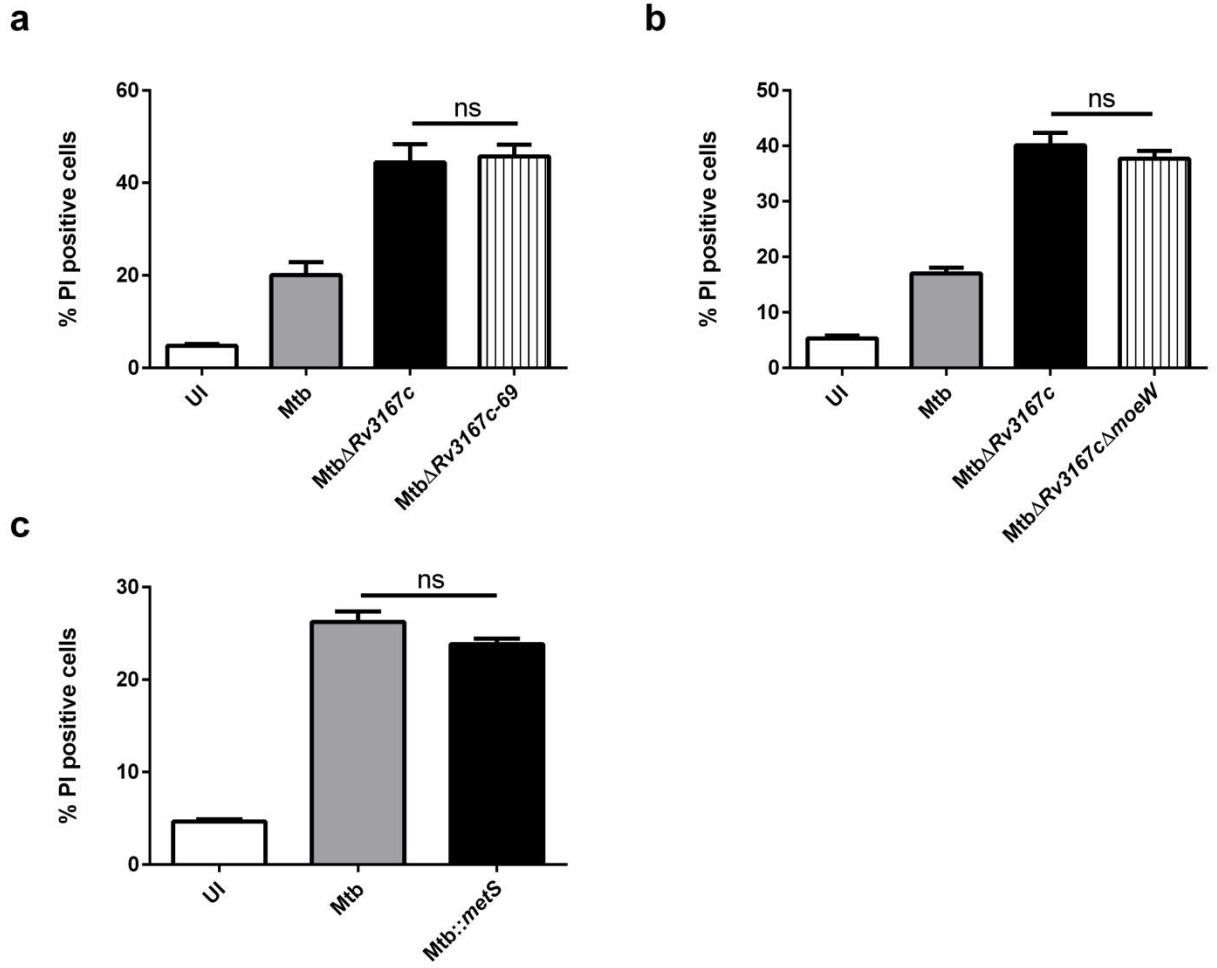 a
60
40
20
0
% PI positive cells
ns
UI
Mtb
MtbΔRv3167c
MtbΔRv3167c-69
b
50
40
30
20
10
0
% PI positive cells
ns
UI
Mtb
MtbΔRv3167c
MtbΔRv3167cΔmoeW
c
30
20
10
0
% PI positive cells
ns
UI
Mtb
Mtb::metS